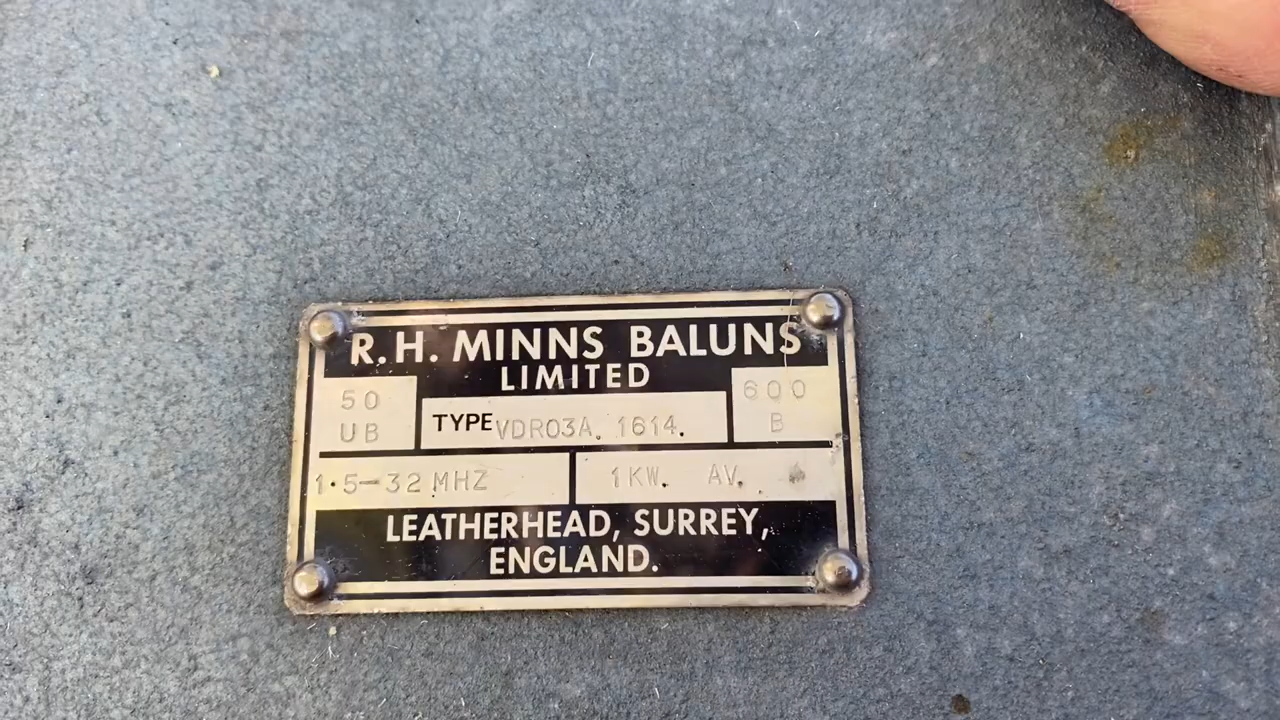 R.H. MINNS BALUNS
LIMITED
50
UB
TYPE VDR03A. 1614.
600
B
1.5-32 MHZ
1KW. AV.
LEATHERHEAD, SURREY,
ENGLAND.